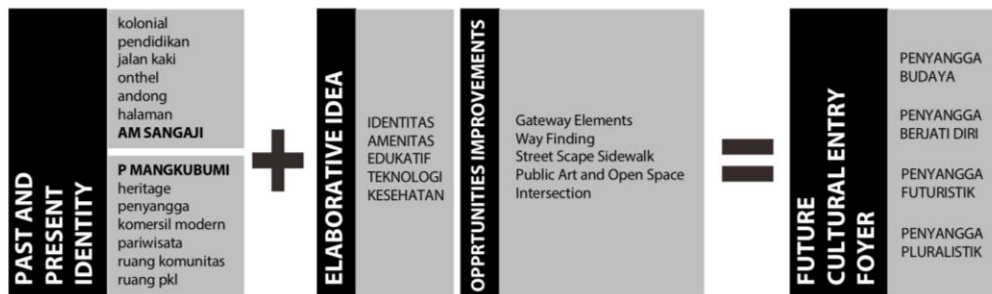 PAST AND
PRESENT
IDENTITY
kolonial
pendidikan
jalan kaki
onthel
andong
halaman
AM SANGAJI
P MANGKUBUMI
heritage
penyangga
komersil modern
pariwisata
ruang komunitas
ruang pkl
+
ELABORATIVE IDEA
IDENTITAS
AMENITAS
EDUKATIF
TEKNOLOGI
KESEHATAN
OPPRTUNITIES IMPROVEMENTS
Gateway Elements
Way Finding
Street Scape Sidewalk
Public Art and Open Space
Intersection
=
FUTURE
CULTURAL ENTRY
FOYER
PENYANGGA
BUDAYA
PENYANGGA
BERJATI DIRI
PENYANGGA
FUTURISTIK
PENYANGGA
PLURALISTIK